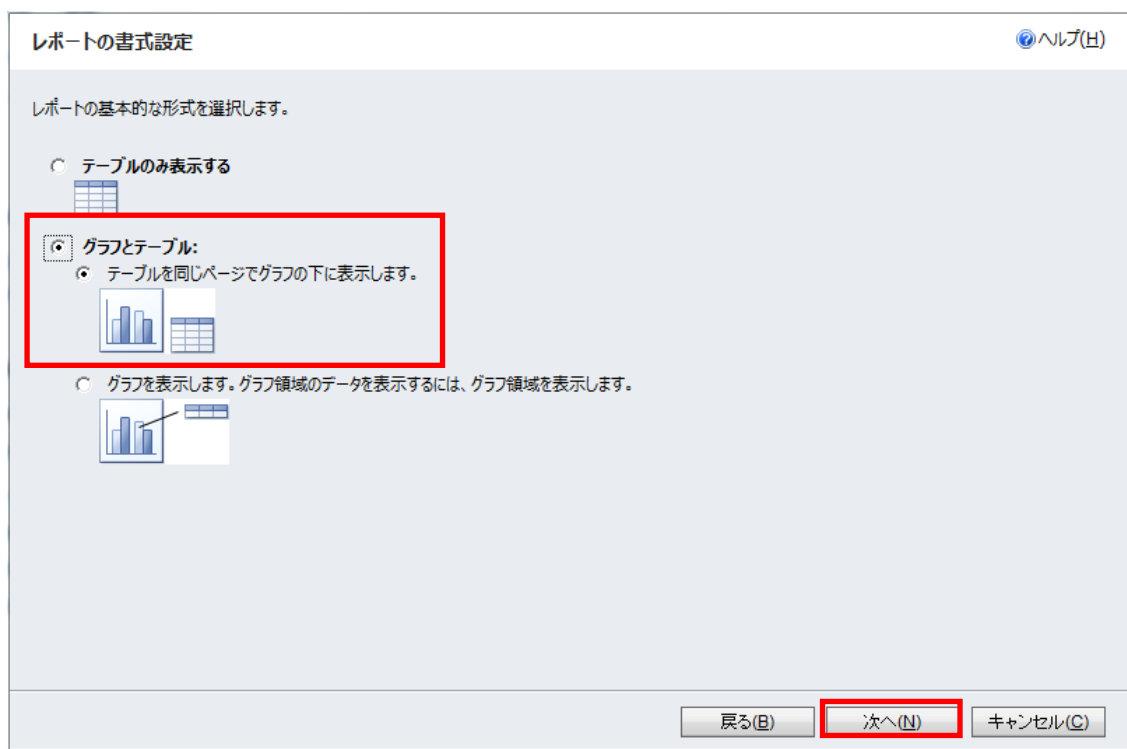 レポートの書式設定
ヘルプ(H)
レポートの基本的な形式を選択します。
テーブルのみ表示する
グラフとテーブル:
テーブルを同じページでグラフの下に表示します。
グラフを表示します。グラフ領域のデータを表示するには、グラフ領域を表示します。
戻る(B) 次へ(N) キャンセル(C)